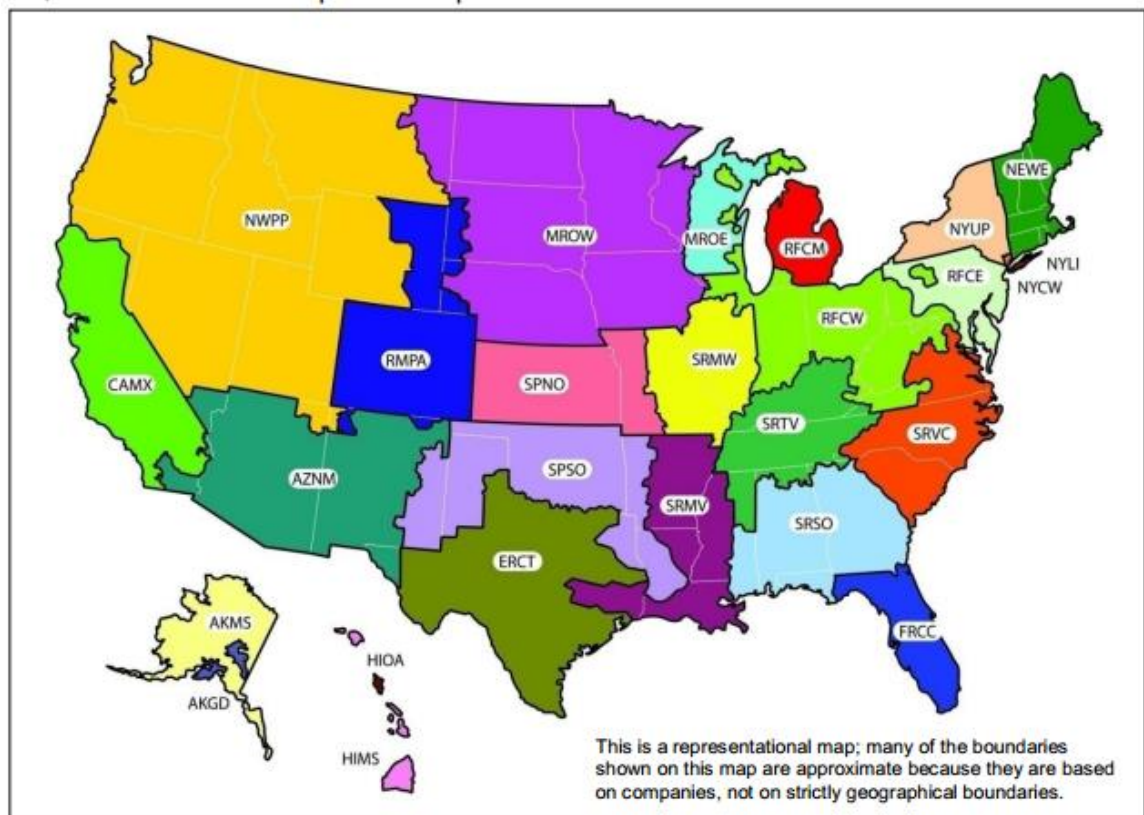 NEWE
NWPP
MROW
NYUP
MROE
RFCM
NYLI
RFCE
NYCW
RFCW
RMPA
SRMW
CAMX
SPNO
SRTV
SRVC
SPSO
AZNM
SRMV
SRSO
ERCT
AKMS
FRCC
HIOA
AKGD
HIMS
This is a representational map; many of the boundaries
shown on this map are approximate because they are based
on companies, not on strictly geographical boundaries.